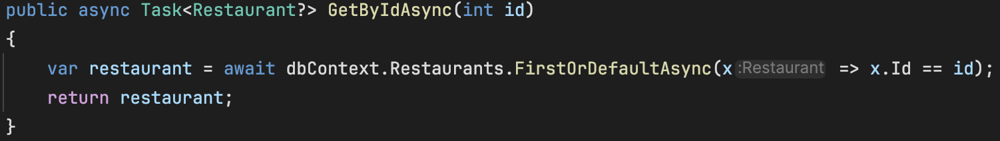 public async Task<Restaurant?> GetByIdAsync(int id)
{
    var restaurant = await dbContext.Restaurants.FirstOrDefaultAsync(x :Restaurant => x.Id == id);
    return restaurant;
}